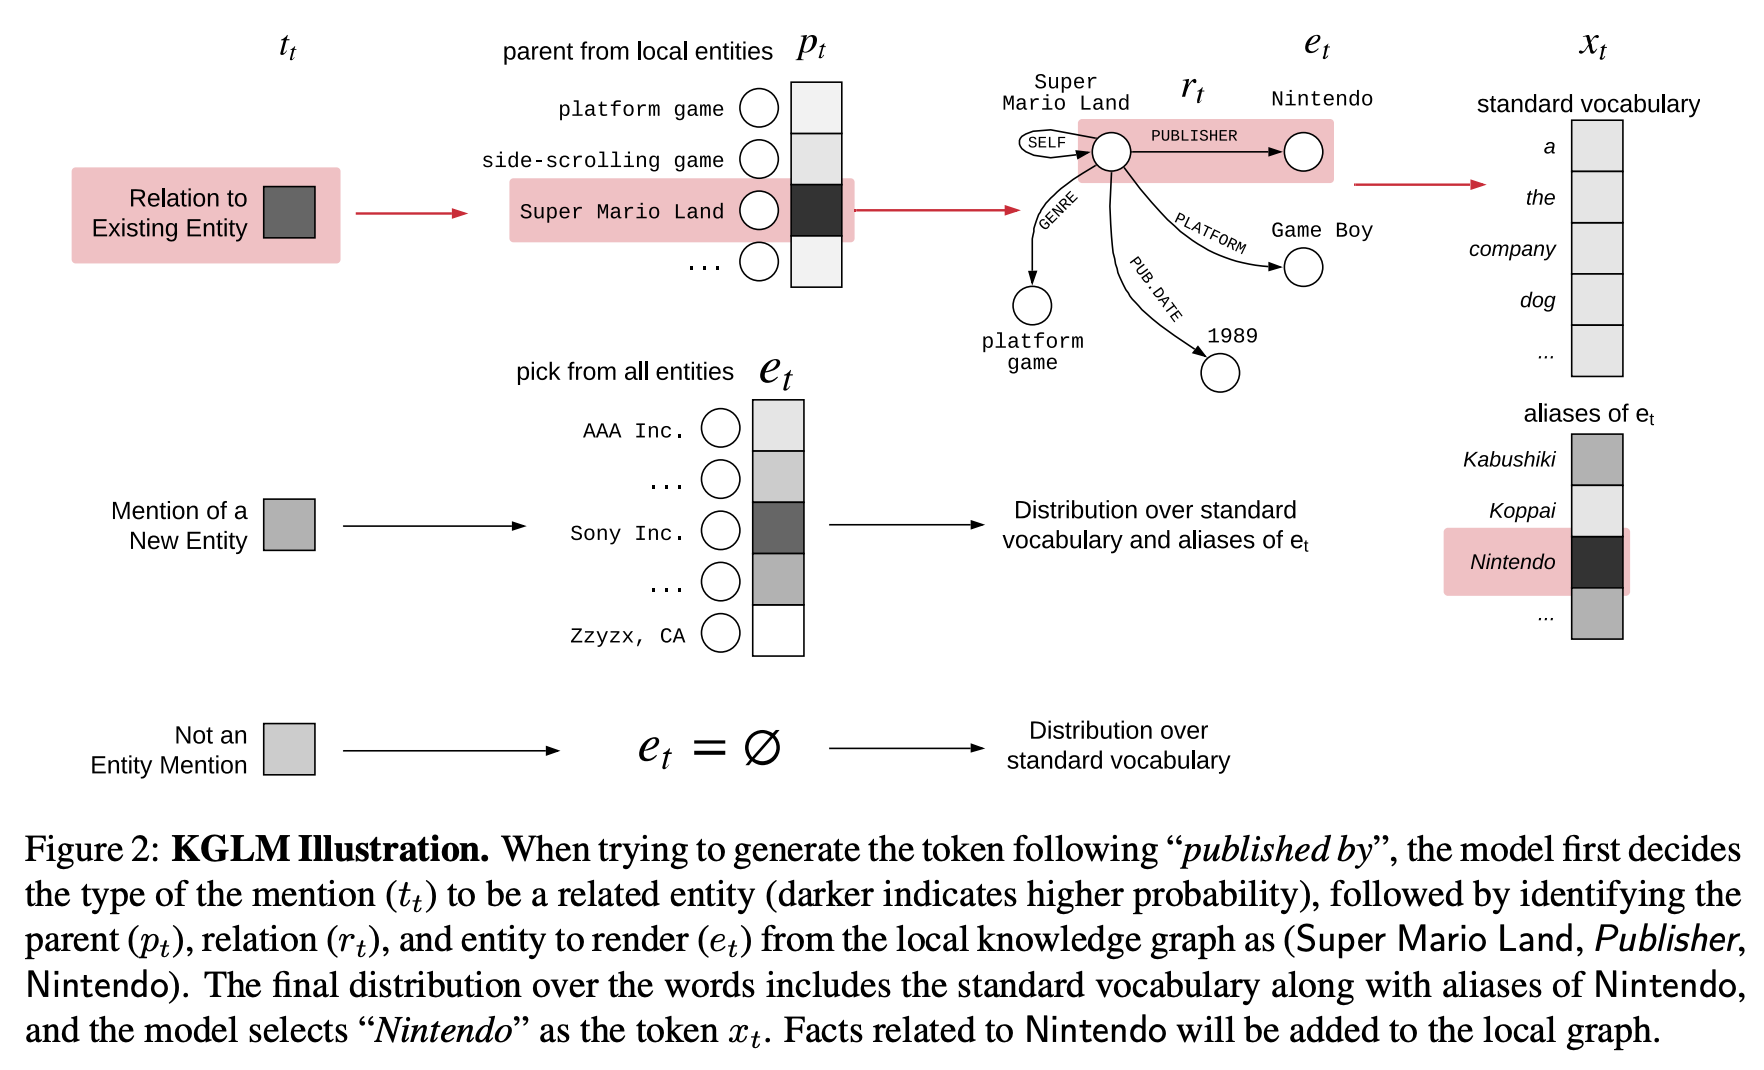 t_t
parent from local entities p_t
platform game
side-scrolling game
Super Mario Land
...
Relation to
Existing Entity
Super
Mario Land
r_t
e_t
Nintendo
SELF
PUBLISHER
GENRE
PLATFORM
PUB.DATE
Game Boy
platform
game
1989
x_t
standard vocabulary
a
the
company
dog
...
aliases of e_t
Kabushiki
Koppai
Nintendo
...
pick from all entities e_t
AAA Inc.
...
Sony Inc.
...
Zzyzx, CA
Mention of a
New Entity
Distribution over standard
vocabulary and aliases of e_t
Not an
Entity Mention
e_t = ∅
Distribution over
standard vocabulary
Figure 2: KGLM Illustration. When trying to generate the token following “published by”, the model first decides
the type of the mention (t_t) to be a related entity (darker indicates higher probability), followed by identifying the
parent (p_t), relation (r_t), and entity to render (e_t) from the local knowledge graph as (Super Mario Land, Publisher,
Nintendo). The final distribution over the words includes the standard vocabulary along with aliases of Nintendo,
and the model selects “Nintendo” as the token x_t. Facts related to Nintendo will be added to the local graph.